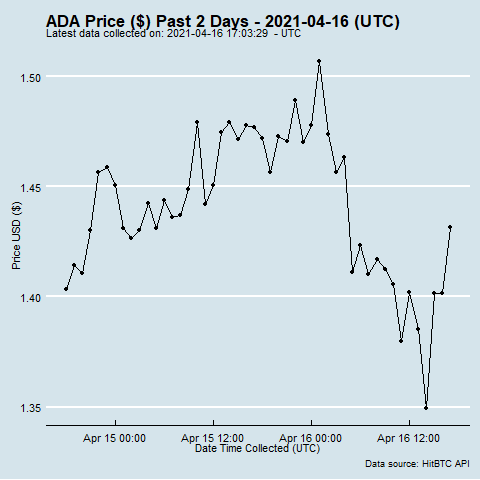 ADA Price ($) Past 2 Days - 2021-04-16 (UTC)
Latest data collected on: 2021-04-16 17:03:29  - UTC
1.50
1.45
1.40
1.35
Price USD ($)
Apr 15 00:00 Apr 15 12:00 Apr 16 00:00 Apr 16 12:00
Date Time Collected (UTC)
Data source: HitBTC API